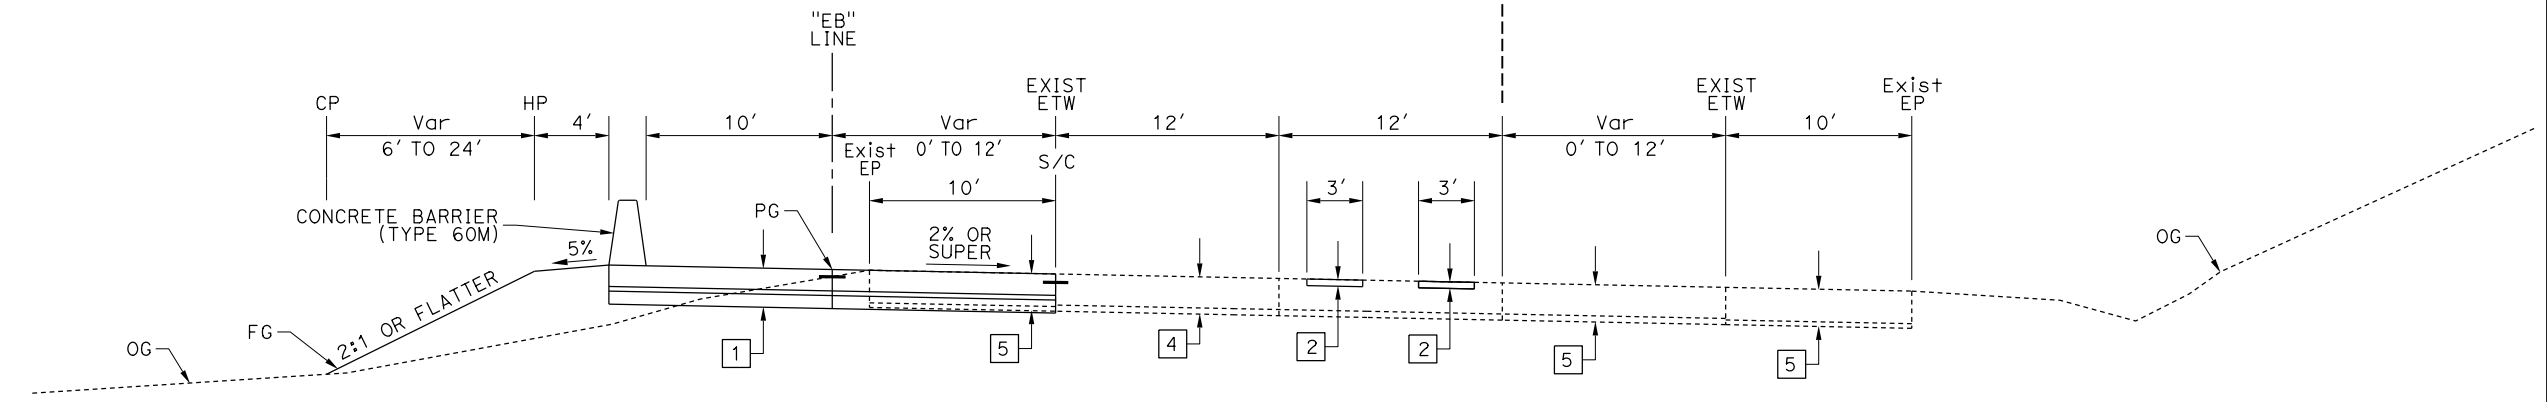 "EB"
LINE
EXIST
ETW
EXIST
ETW
Exist
EP
CP
HP
Var
4'
10'
Var
12'
12'
Var
10'
6' TO 24'
0' TO 12'
0' TO 12'
Exist
EP
S/C
10'
3'
3'
CONCRETE BARRIER
(TYPE 60M)
PG
5%
2% OR
SUPER
OG
2:1 OR FLATTER
FG
OG
1
5
4
2
2
5
5